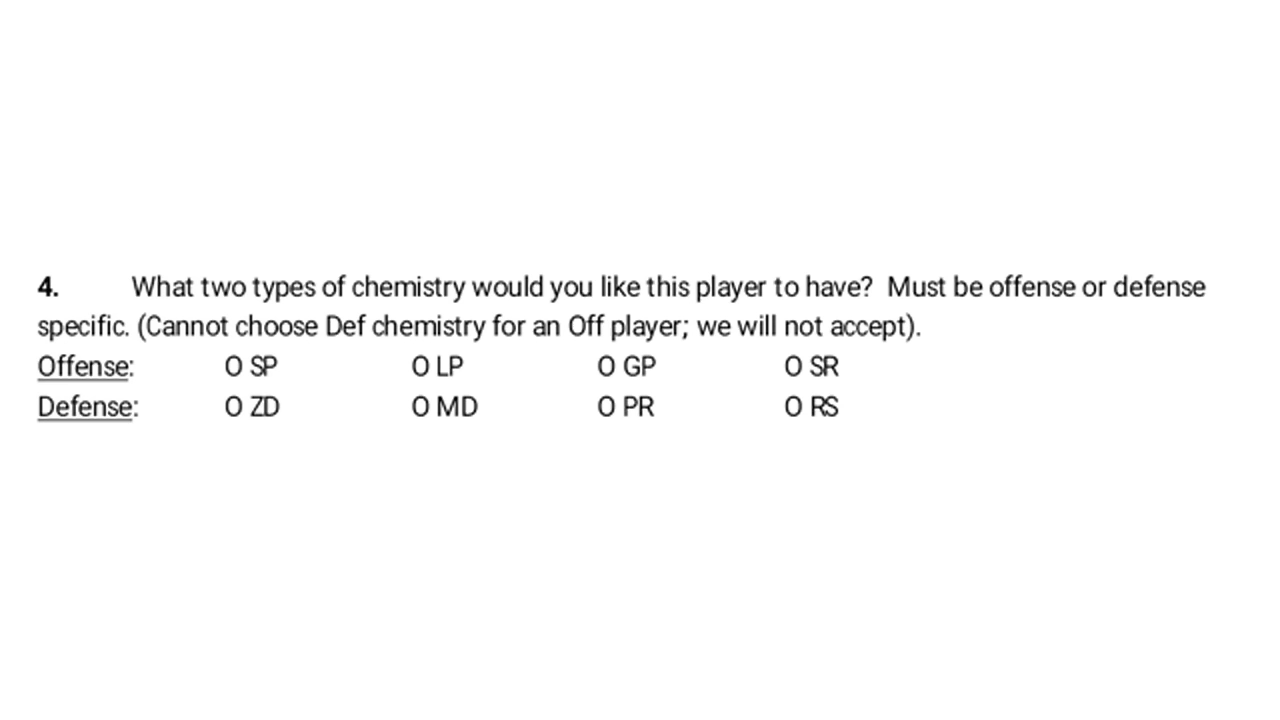 4. What two types of chemistry would you like this player to have? Must be offense or defense
specific. (Cannot choose Def chemistry for an Off player; we will not accept).
Offense: O SP O LP O GP O SR
Defense: O ZD O MD O PR O RS